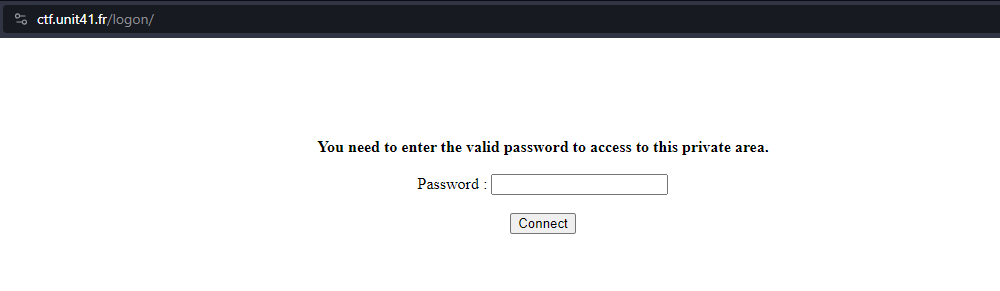 ctf.unit41.fr/logon/
You need to enter the valid password to access to this private area.
Password :
Connect